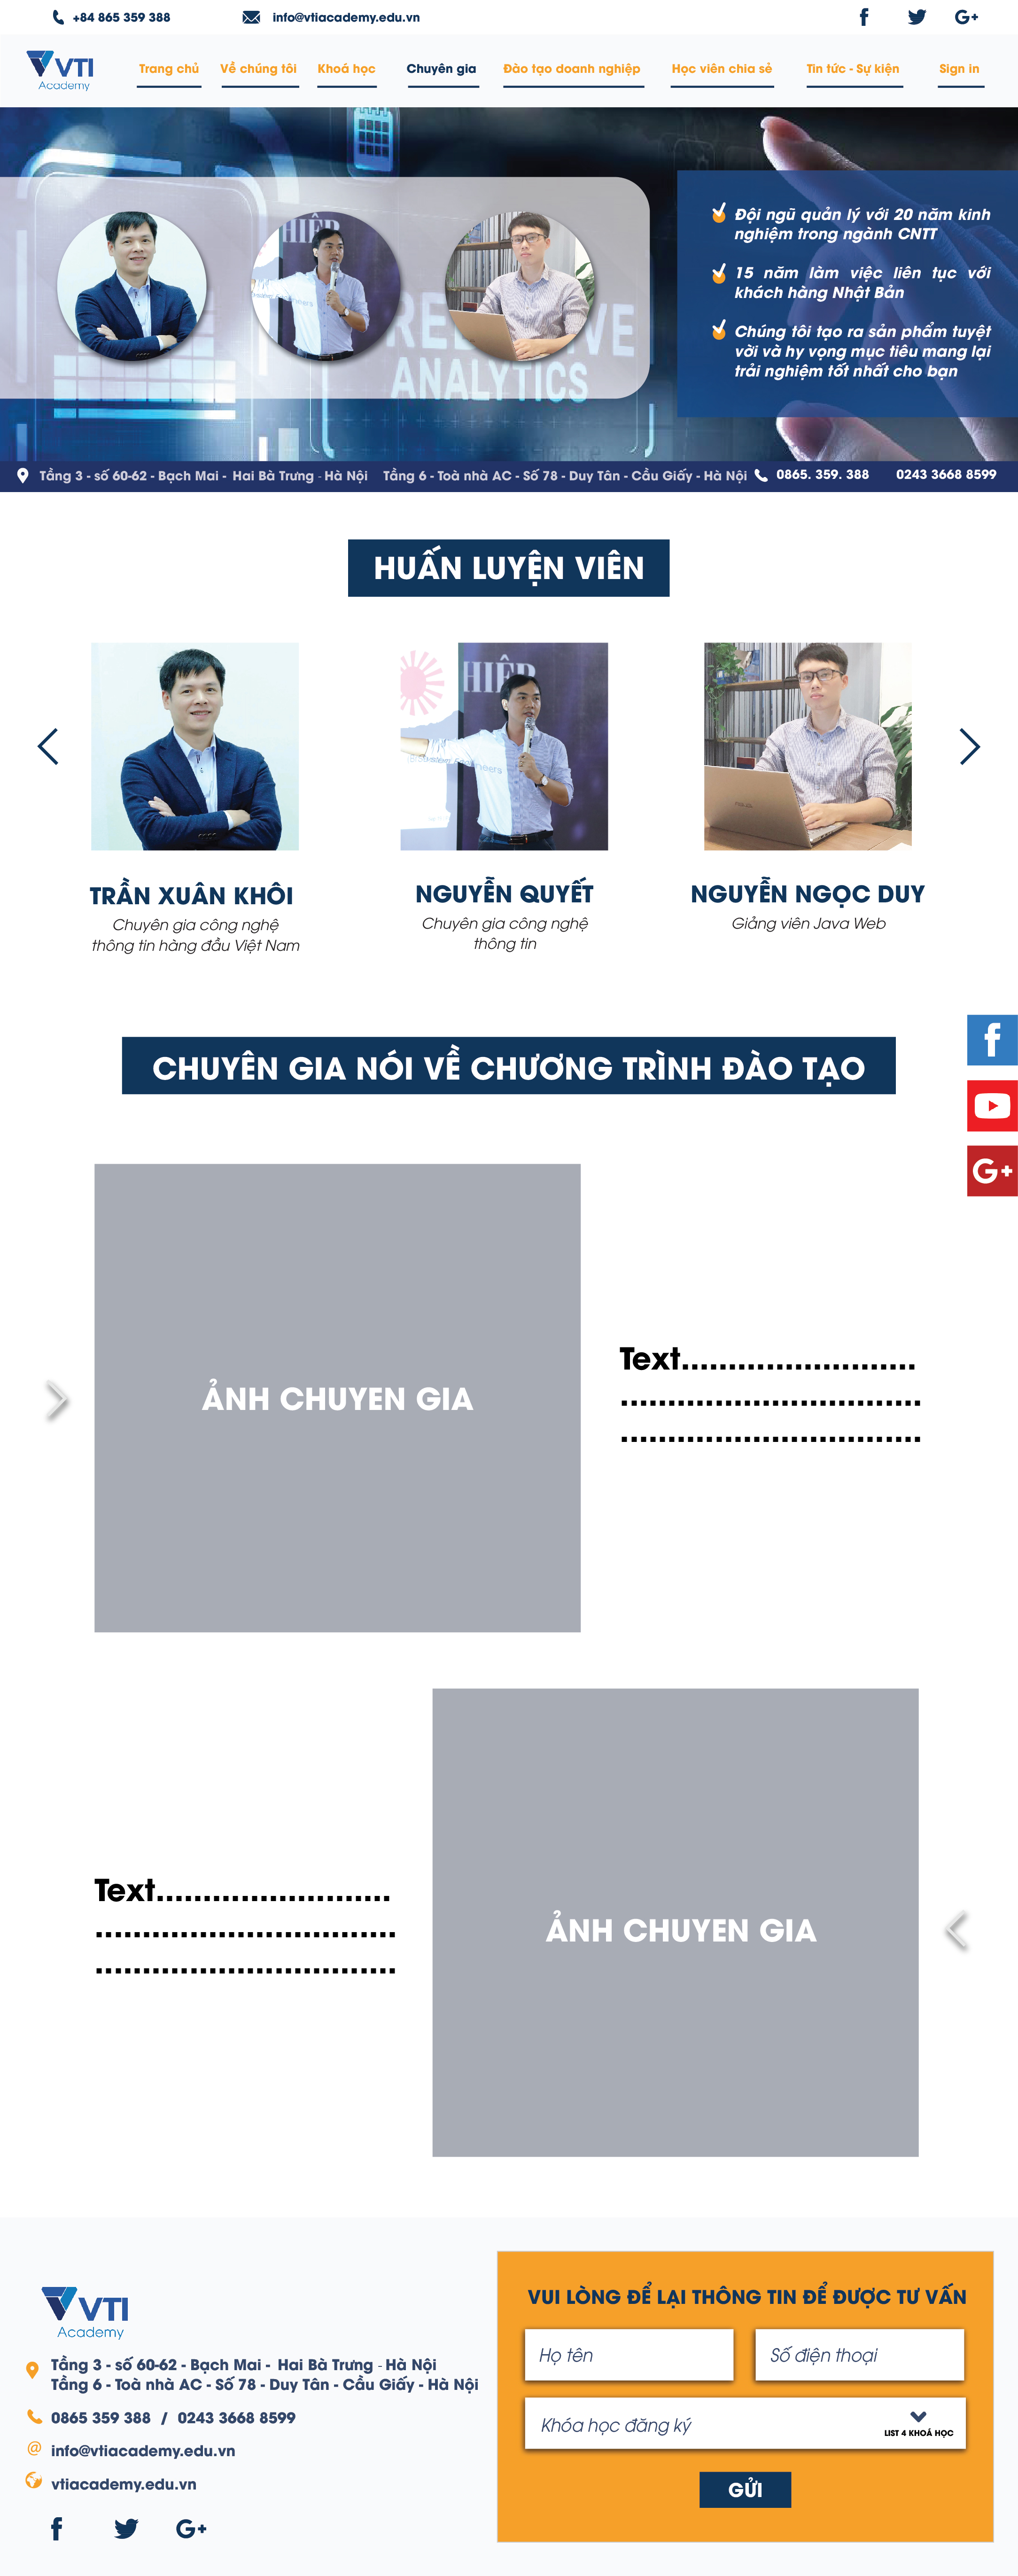 +84 865 359 388
info@vtiacademy.edu.vn
G+
VTI
Academy
Trang chủ
Về chúng tôi
Khoá học
Chuyên gia
Đào tạo doanh nghiệp
Học viên chia sẻ
Tin tức - Sự kiện
Sign in
Đội ngũ quản lý với 20 năm kinh
nghiệm trong ngành CNTT
15 năm làm việc liên tục với
khách hàng Nhật Bản
Chúng tôi tạo ra sản phẩm tuyệt
vời và hy vọng mục tiêu mang lại
trải nghiệm tốt nhất cho bạn
ANALYTICS
Tầng 3 - số 60-62 - Bạch Mai - Hai Bà Trưng - Hà Nội
Tầng 6 - Toà nhà AC - Số 78 - Duy Tân - Cầu Giấy - Hà Nội
0865. 359. 388
0243 3668 8599
HUẤN LUYỆN VIÊN
TRẦN XUÂN KHÔI
Chuyên gia công nghệ
thông tin hàng đầu Việt Nam
NGUYỄN QUYẾT
Chuyên gia công nghệ
thông tin
NGUYỄN NGỌC DUY
Giảng viên Java Web
CHUYÊN GIA NÓI VỀ CHƯƠNG TRÌNH ĐÀO TẠO
G+
ẢNH CHUYEN GIA
Text.........................
................................
................................
Text.........................
................................
................................
ẢNH CHUYEN GIA
VTI
Academy
Tầng 3 - số 60-62 - Bạch Mai - Hai Bà Trưng - Hà Nội
Tầng 6 - Toà nhà AC - Số 78 - Duy Tân - Cầu Giấy - Hà Nội
0865 359 388 / 0243 3668 8599
@ info@vtiacademy.edu.vn
vtiacademy.edu.vn
G+
VUI LÒNG ĐỂ LẠI THÔNG TIN ĐỂ ĐƯỢC TƯ VẤN
Họ tên
Số điện thoại
Khóa học đăng ký
LIST 4 KHOÁ HỌC
GỬI